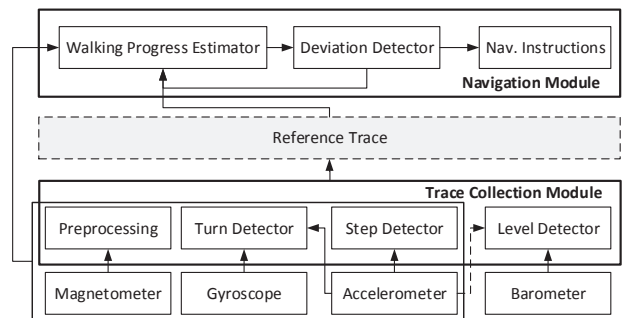 Walking Progress Estimator
Deviation Detector
Nav. Instructions
Navigation Module
Reference Trace
Trace Collection Module
Preprocessing
Turn Detector
Step Detector
Level Detector
Magnetometer
Gyroscope
Accelerometer
Barometer